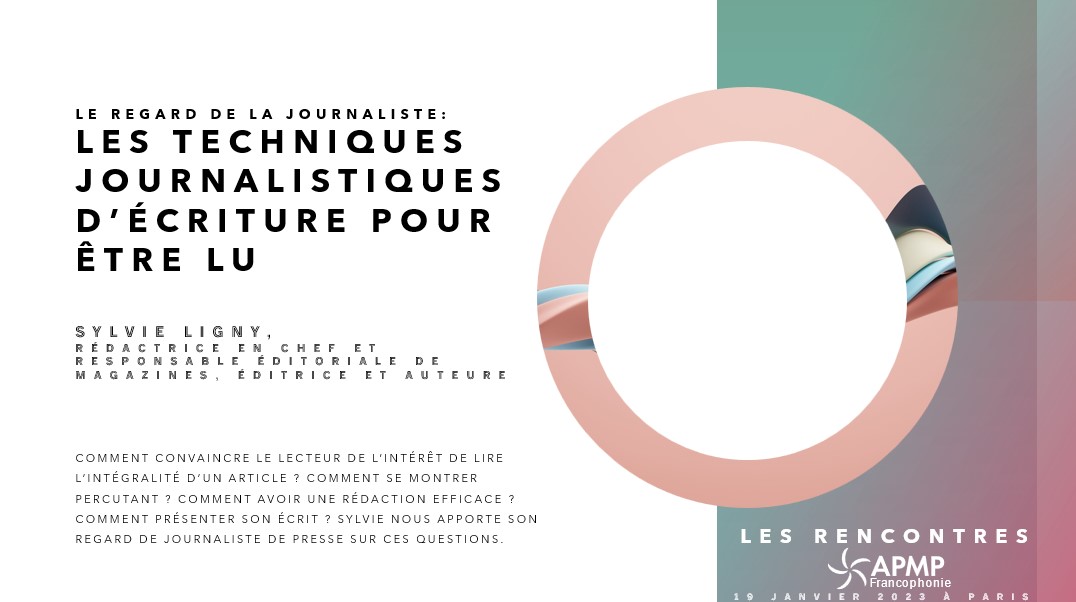 LE REGARD DE LA JOURNALISTE:
LES TECHNIQUES
JOURNALISTIQUES
D'ÉCRITURE POUR
ÊTRE LU
SYLVIE LIGNY,
RÉDACTRICE EN CHEF ET
RESPONSABLE ÉDITORIALE DE
MAGAZINES, ÉDITRICE ET AUTEURE
COMMENT CONVAINCRE LE LECTEUR DE L'INTÉRÊT DE LIRE
L'INTÉGRALITÉ D'UN ARTICLE ? COMMENT SE MONTRER
PERCUTANT ? COMMENT AVOIR UNE RÉDACTION EFFICACE ?
COMMENT PRÉSENTER SON ÉCRIT ? SYLVIE NOUS APPORTE SON
REGARD DE JOURNALISTE DE PRESSE SUR CES QUESTIONS.
LES RENCONTRES
APMP
Francophonie
19 JANVIER 2023 À PARIS